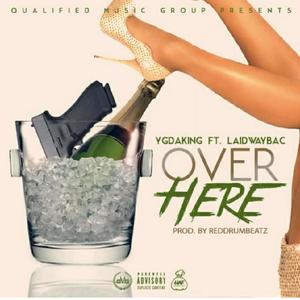 QUALIFIED MUSIC GROUP PRESENTS
YGDAKING FT. LAIDWAYBAC
OVER
HERE
PROD. BY REDDRUMBEATZ
PARENTAL
ADVISORY
EXPLICIT CONTENT